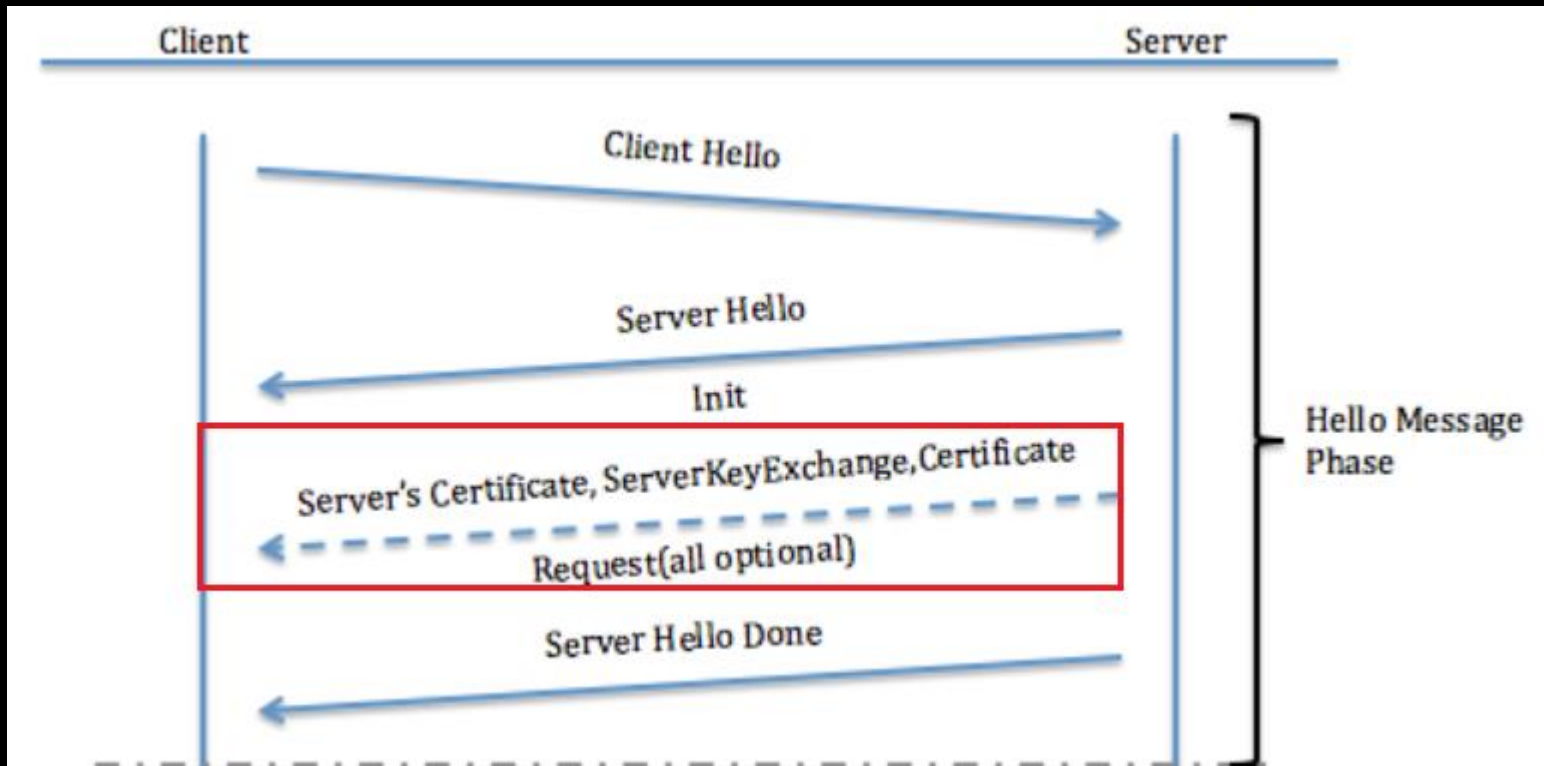 Client
Server
Client Hello
Server Hello
Init
Server's Certificate, ServerKeyExchange,Certificate
Request(all optional)
Server Hello Done
Hello Message
Phase